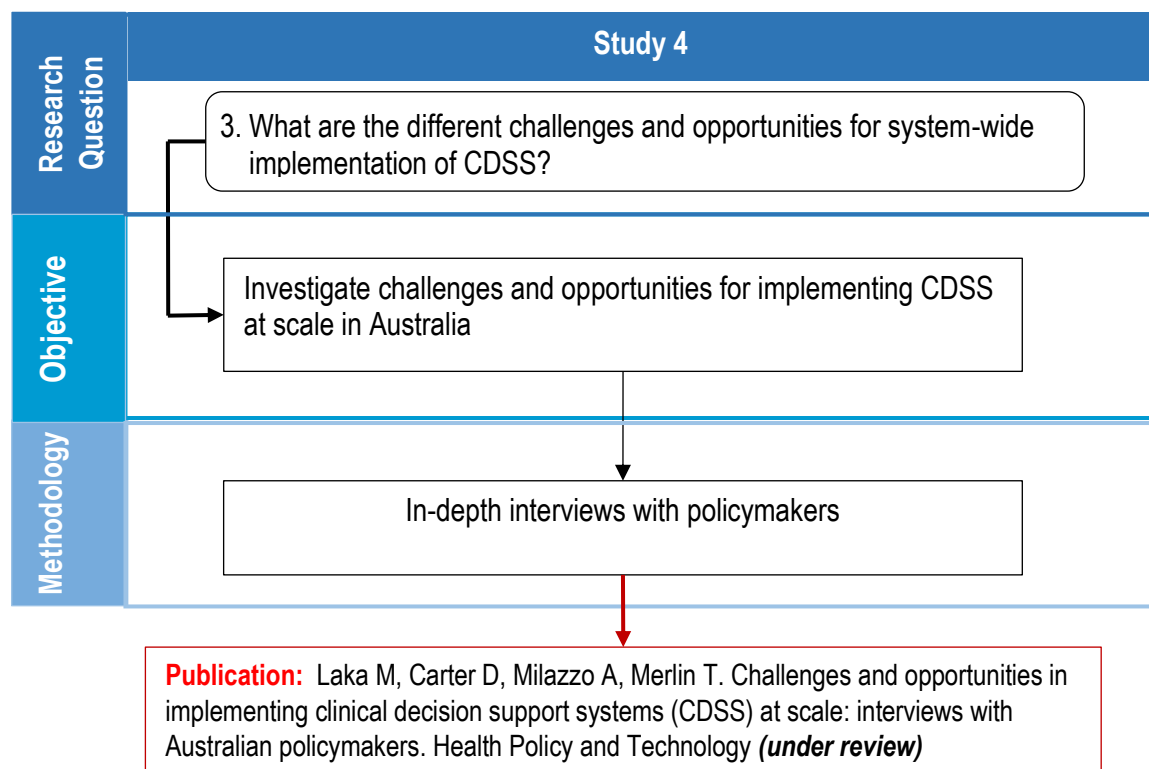 Study 4
Research
Question
3. What are the different challenges and opportunities for system-wide
implementation of CDSS?
Objective
Investigate challenges and opportunities for implementing CDSS
at scale in Australia
Methodology
In-depth interviews with policymakers
Publication: Laka M, Carter D, Milazzo A, Merlin T. Challenges and opportunities in
implementing clinical decision support systems (CDSS) at scale: interviews with
Australian policymakers. Health Policy and Technology (under review)